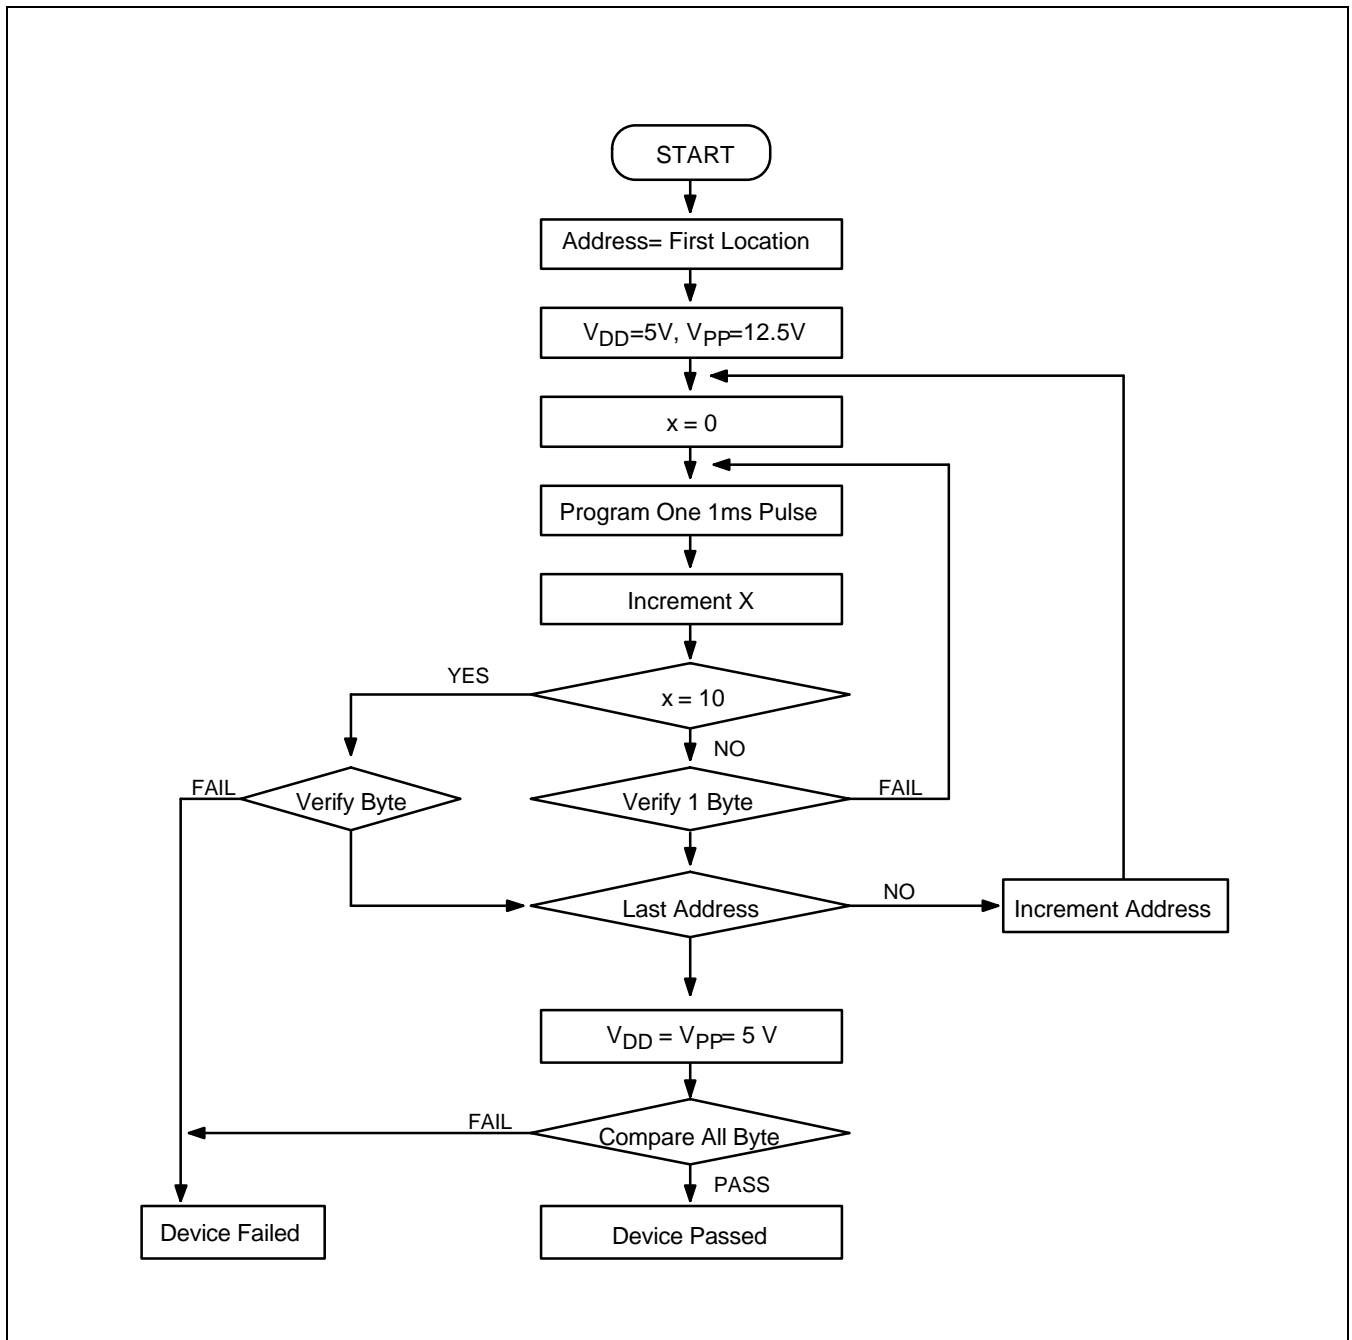 START
Address= First Location
VDD=5V, VPP=12.5V
x = 0
Program One 1ms Pulse
Increment X
YES
x = 10
NO
FAIL
Verify Byte
Verify 1 Byte
FAIL
Last Address
NO
Increment Address
VDD = VPP= 5 V
FAIL
Compare All Byte
PASS
Device Failed
Device Passed